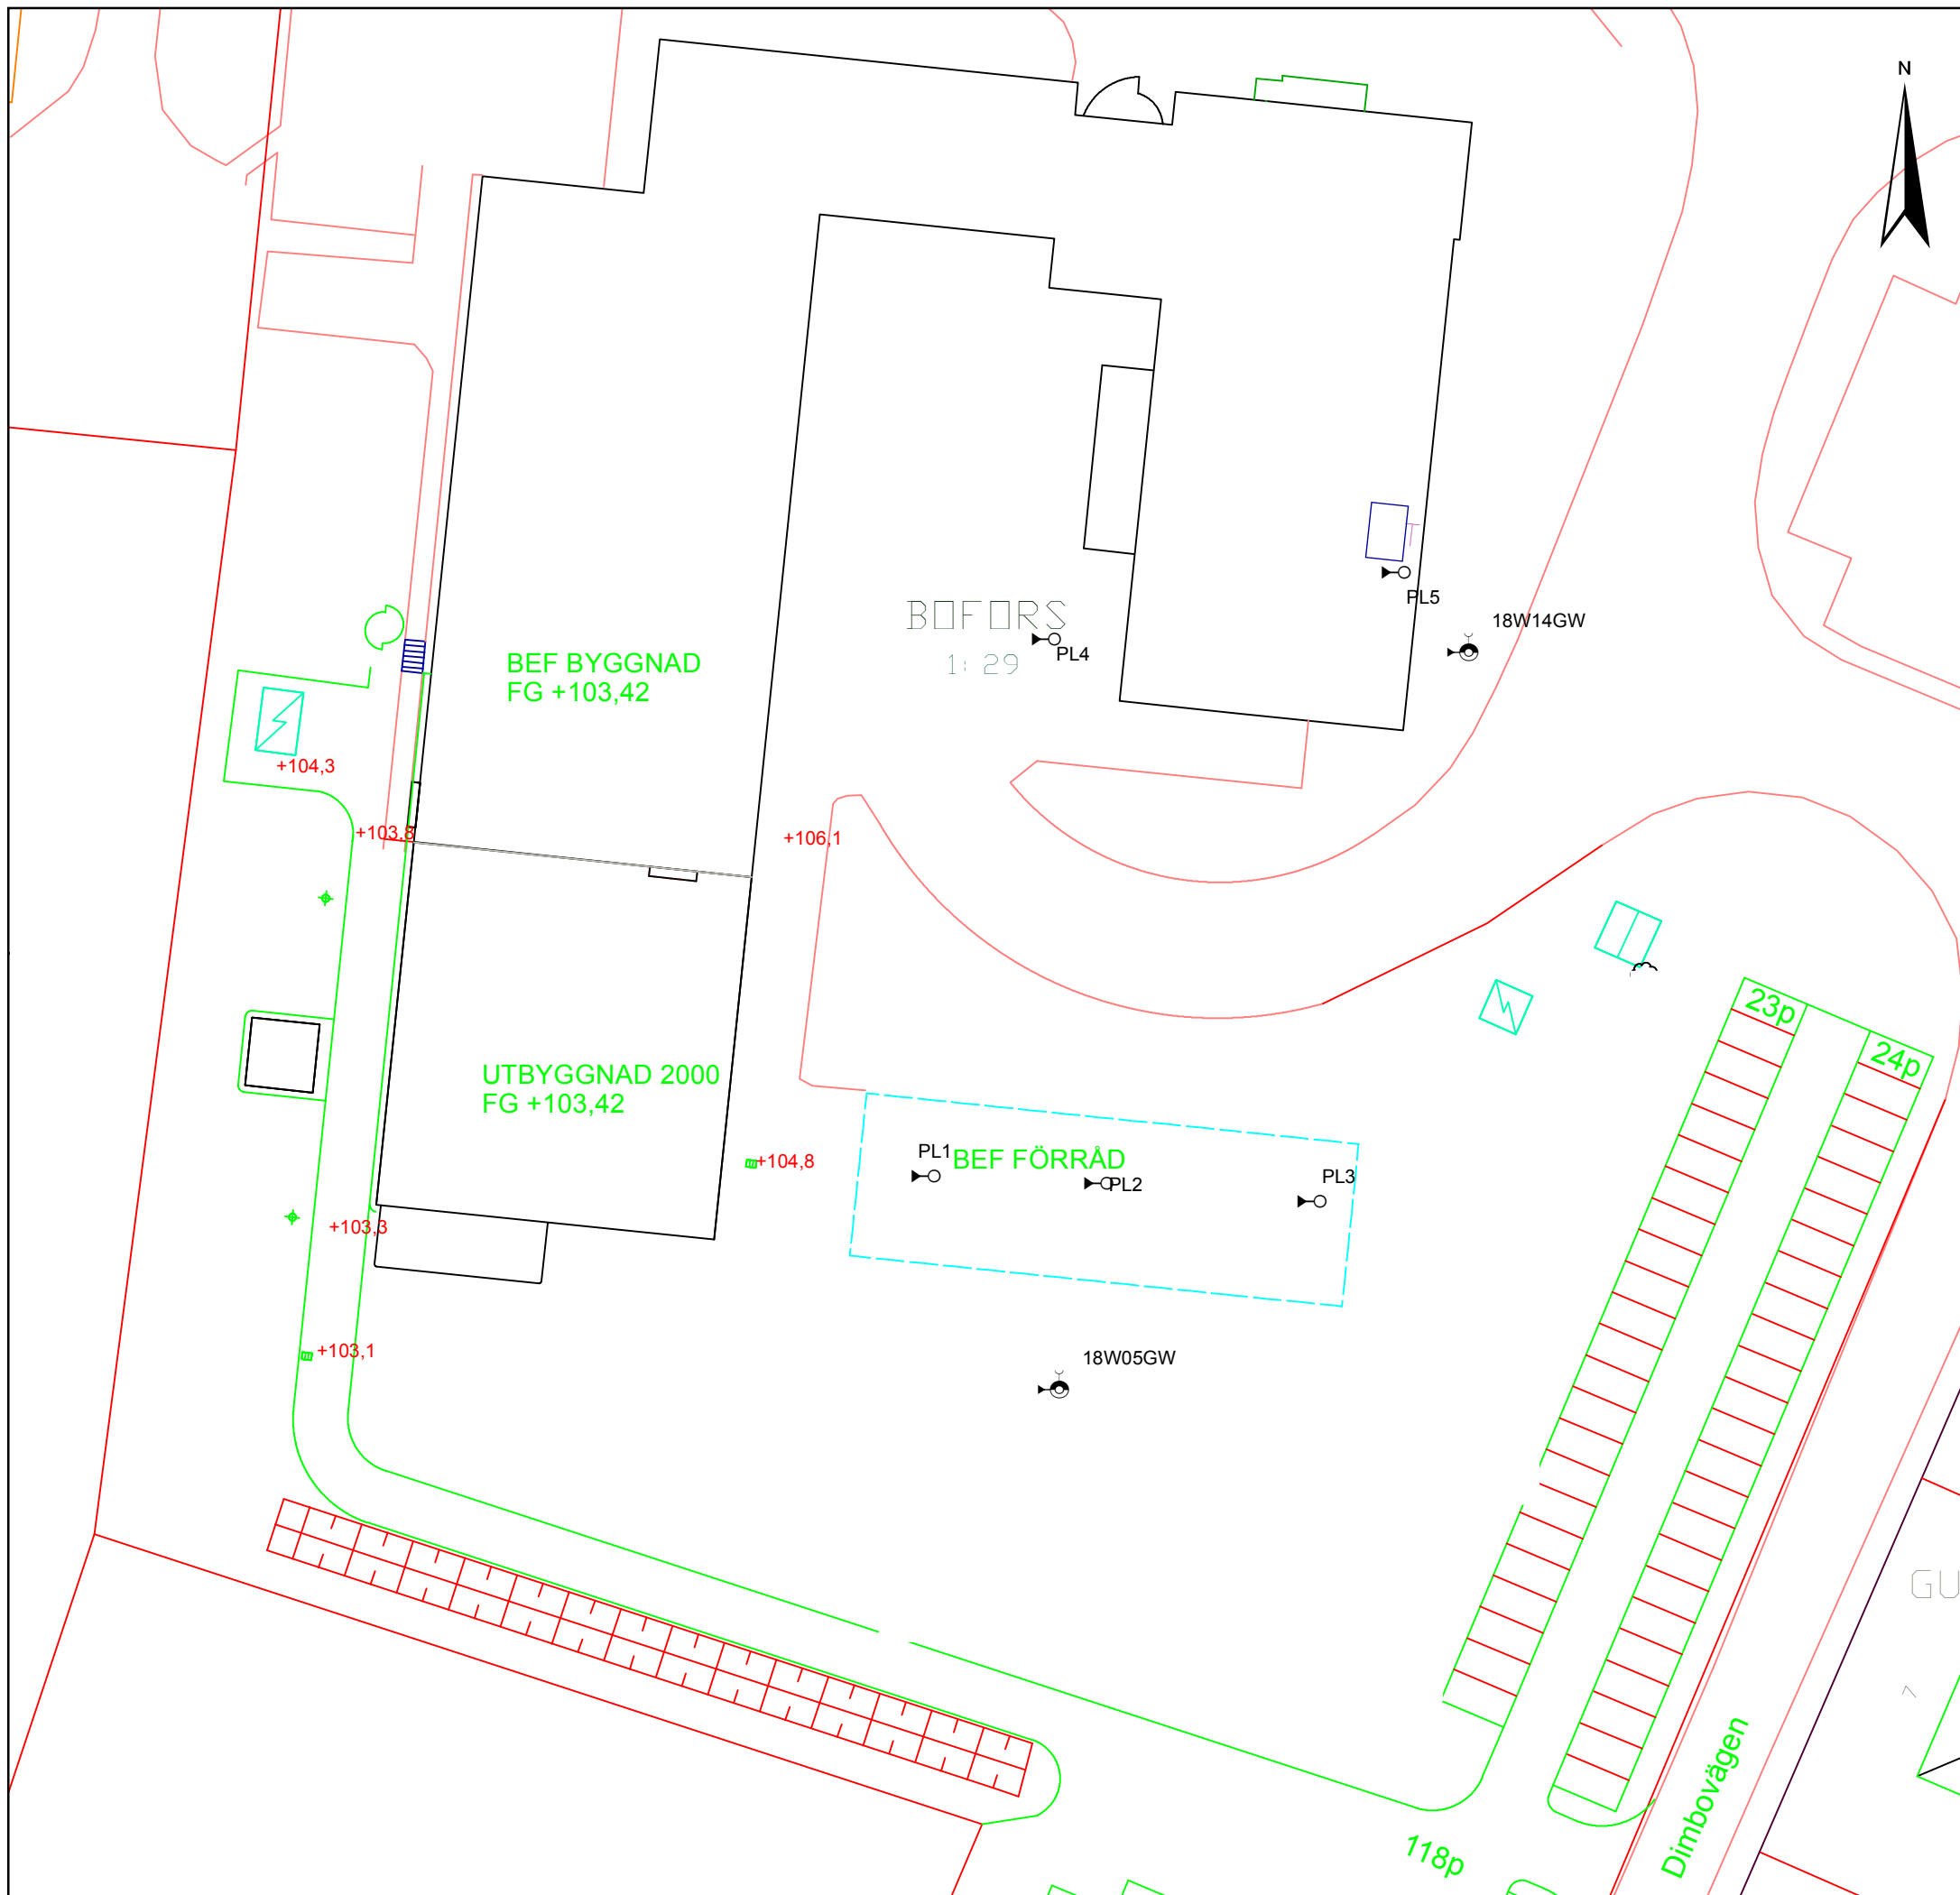 N
BOFORS
1: 29
PL4
PL5
18W14GW
BEF BYGGNAD
FG +103,42
+104,3
+103,8
+106,1
23p
24p
UTBYGGNAD 2000
FG +103,42
PL1
BEF FÖRRÅD
PL2
PL3
+104,8
+103,3
+103,1
18W05GW
GU
Dimbovägen
118p